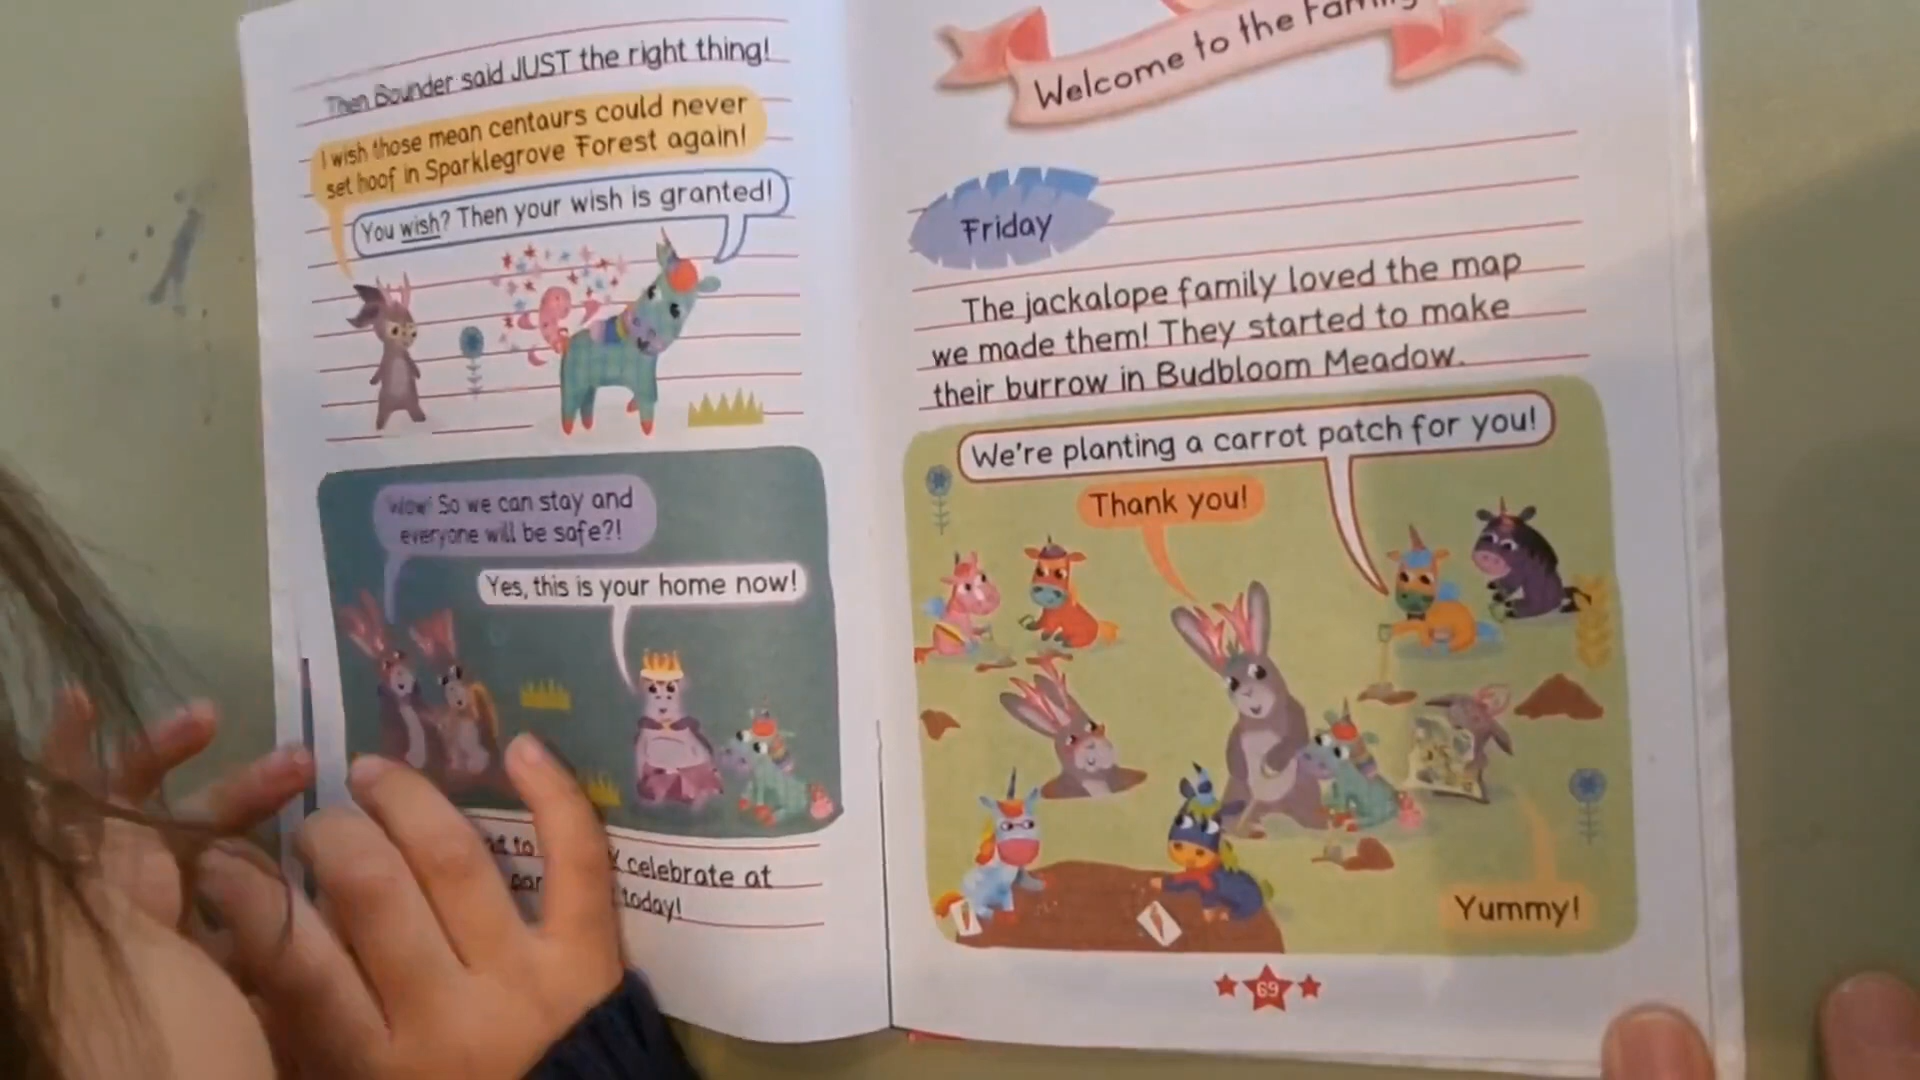 Then Bounder said JUST the right thing!
I wish those mean centaurs could never
set hoof in Sparklegrove Forest again!
You wish? Then your wish is granted!
Wow! So we can stay and
everyone will be safe?!
Yes, this is your home now!
to celebrate at
today!
Welcome to the Family
Friday
The jackalope family loved the map
we made them! They started to make
their burrow in Budbloom Meadow.
We're planting a carrot patch for you!
Thank you!
Yummy!
69